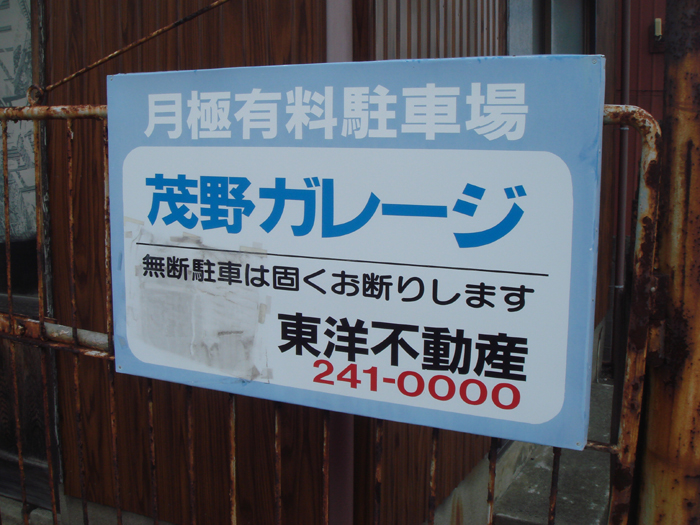 月極有料駐車場
茂野ガレージ
無断駐車は固くお断りします
東洋不動産
241-0000